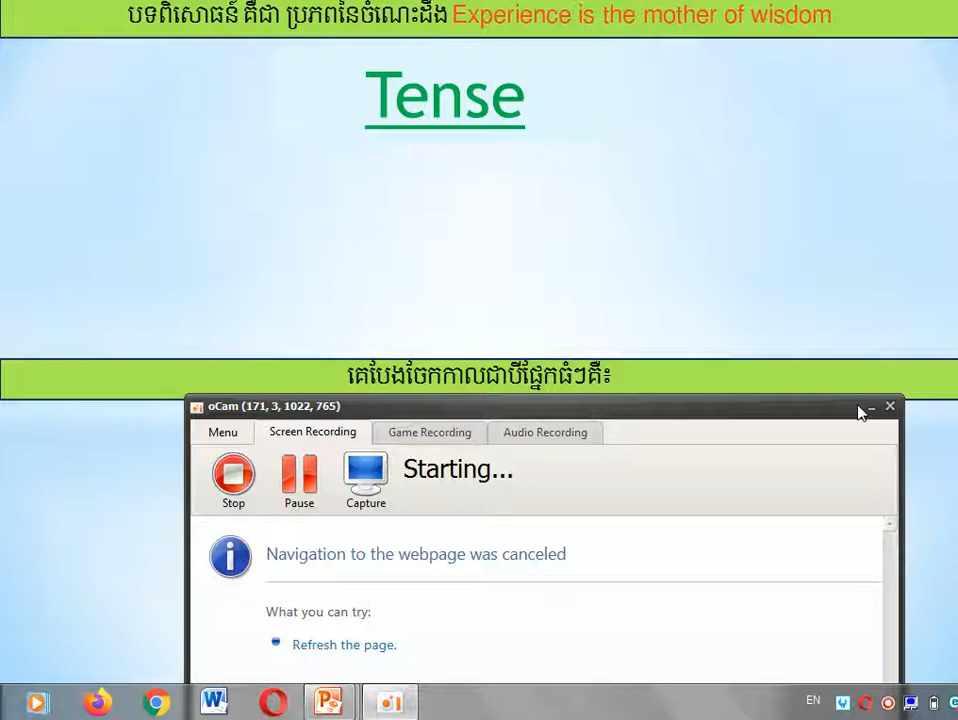 បទពិសោធន៍ គឺជា ប្រភពនៃចំណេះដឹង Experience is the mother of wisdom
Tense
គេបែងចែកកាលជាបីផ្នែកធំៗគឺ៖
oCam (171, 3, 1022, 765)
Menu Screen Recording Game Recording Audio Recording
Starting...
Stop Pause Capture
Navigation to the webpage was canceled
What you can try:
Refresh the page.
EN